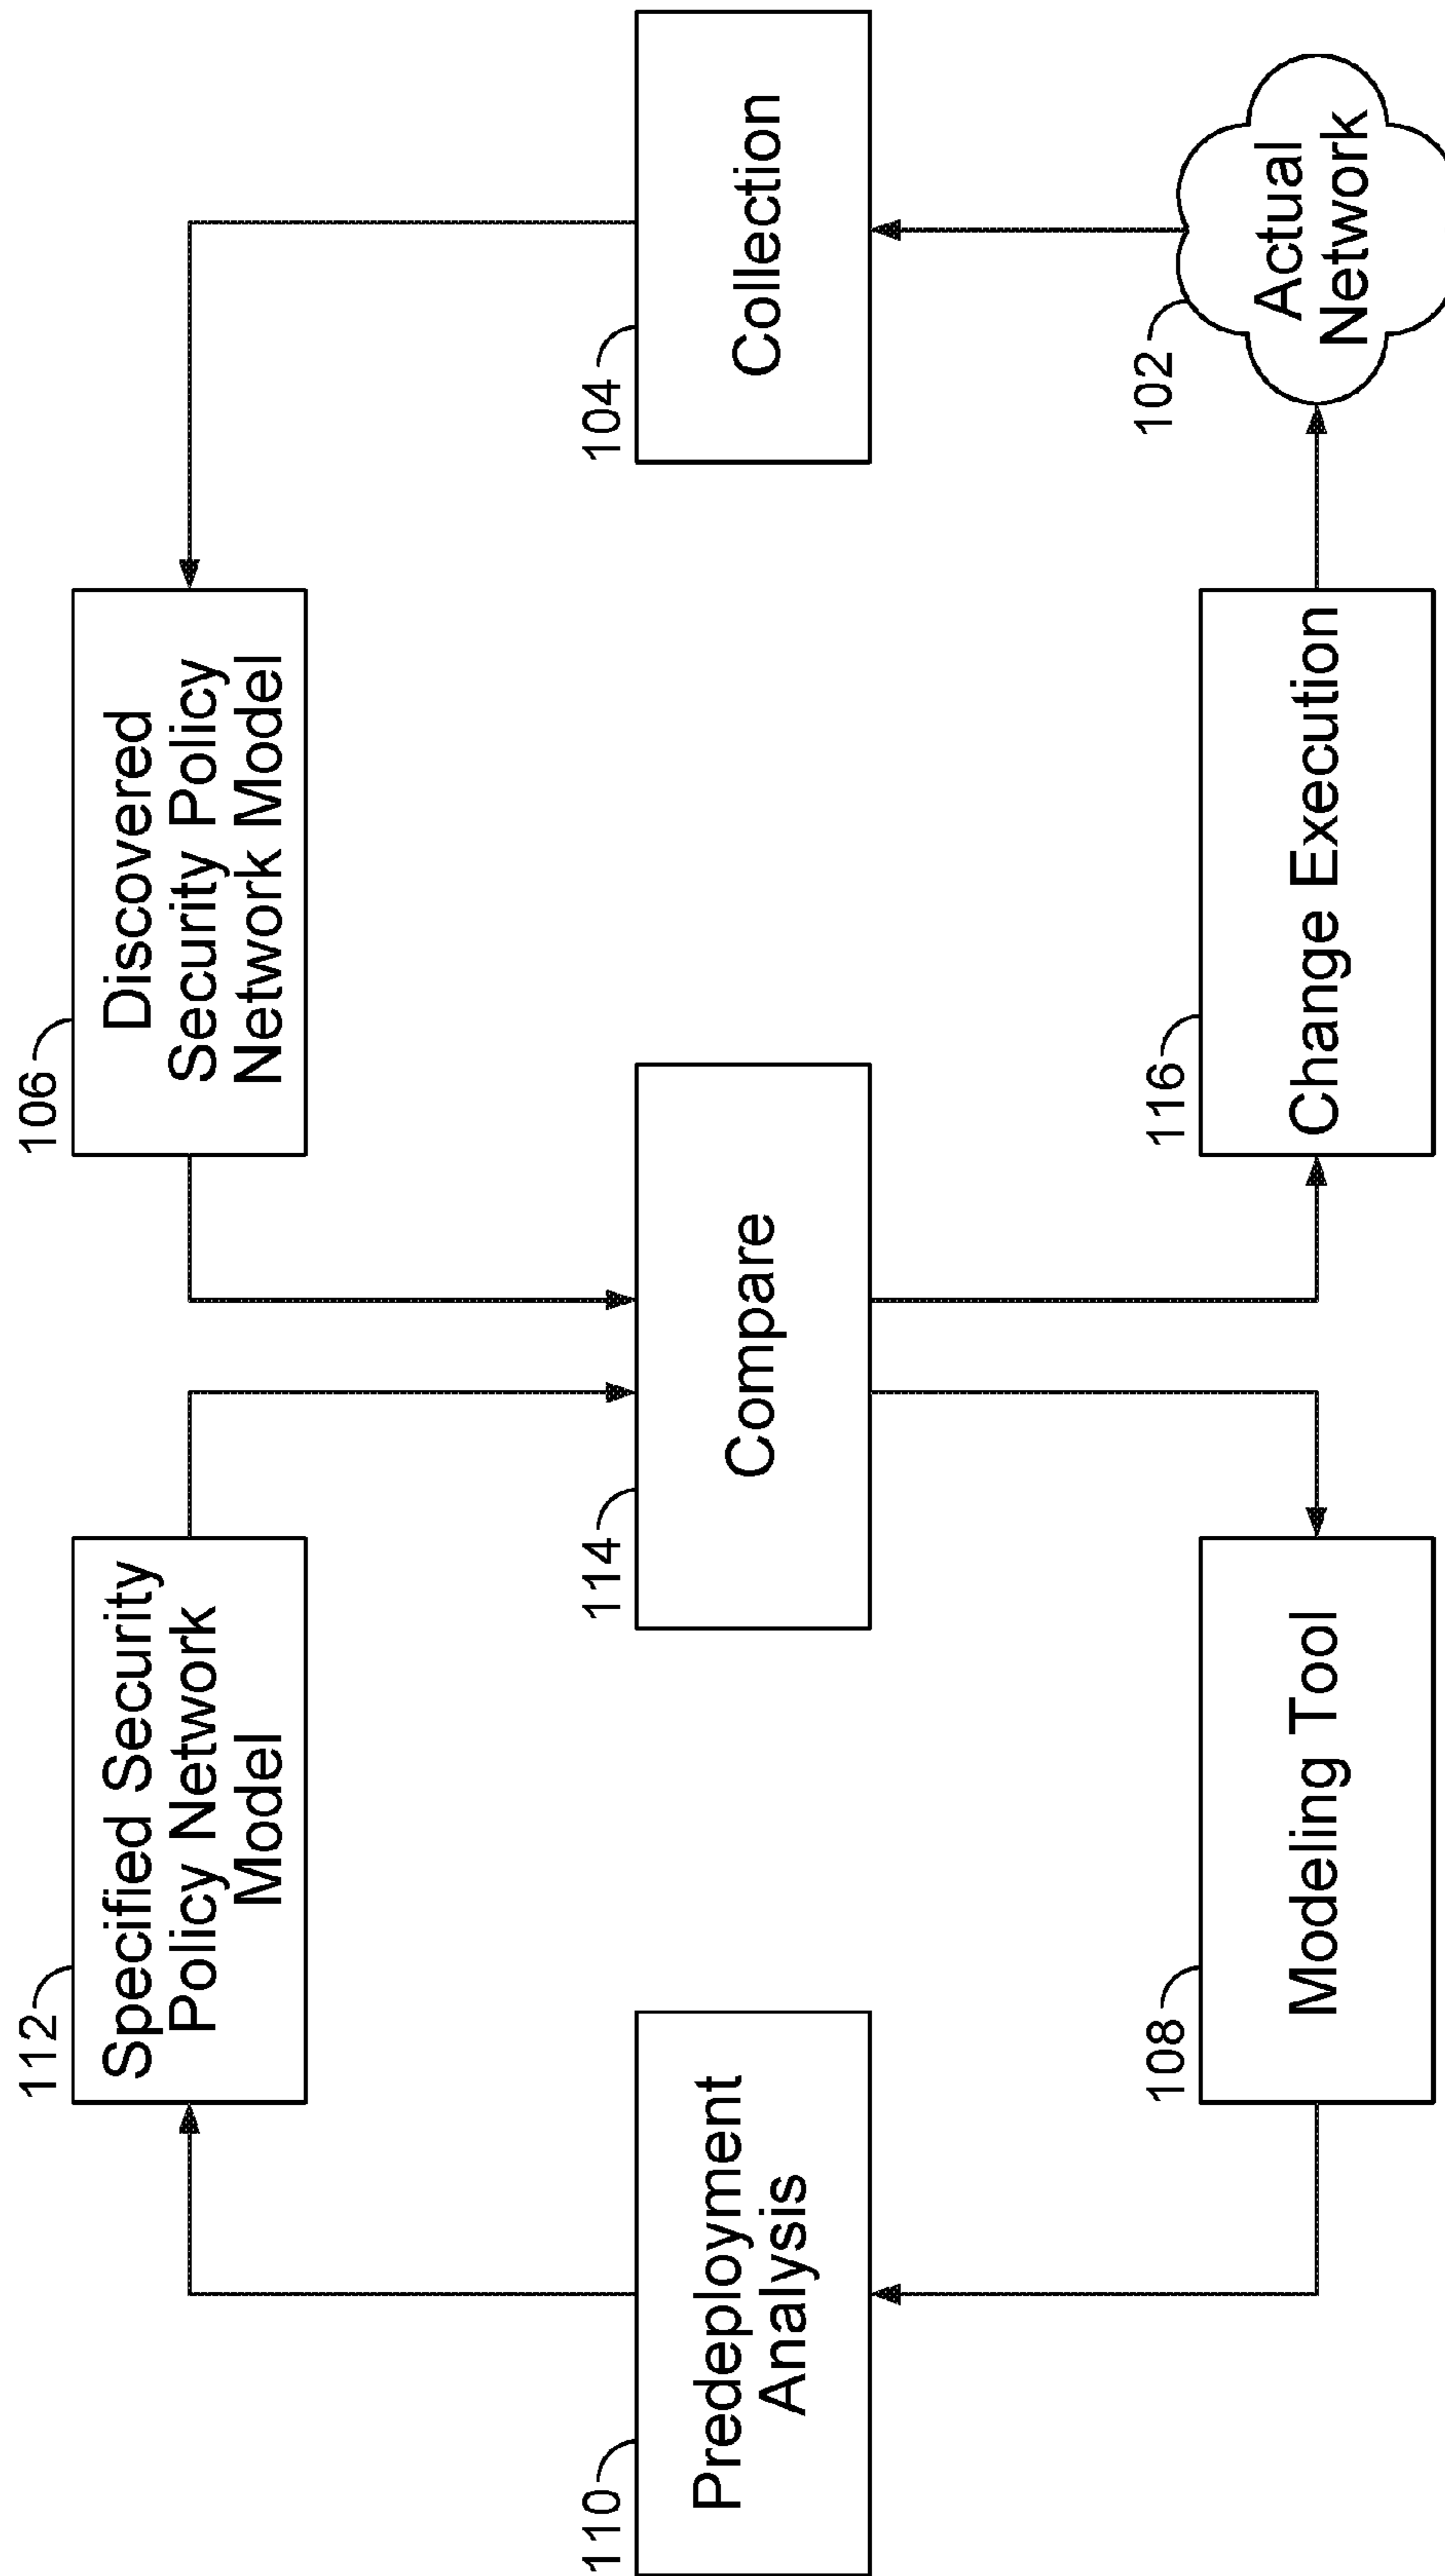 112
Specified Security
Policy Network
Model
106
Discovered
Security Policy
Network Model
110
Predeployment
Analysis
114
Compare
104
Collection
108
Modeling Tool
116
Change Execution
102
Actual
Network